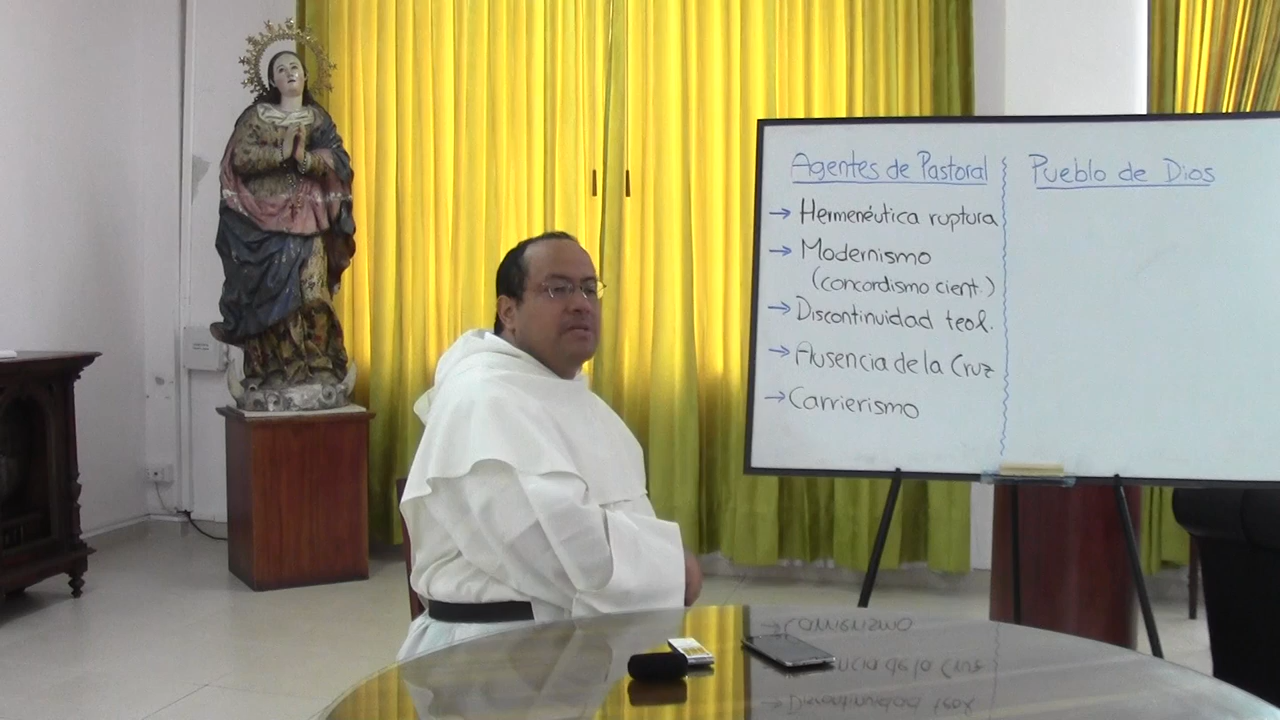 Agentes de Pastoral
→ Hermenéutica ruptura
→ Modernismo
(concordismo cient.)
→ Discontinuidad teol.
→ Ausencia de la Cruz
→ Carrierismo
Pueblo de Dios